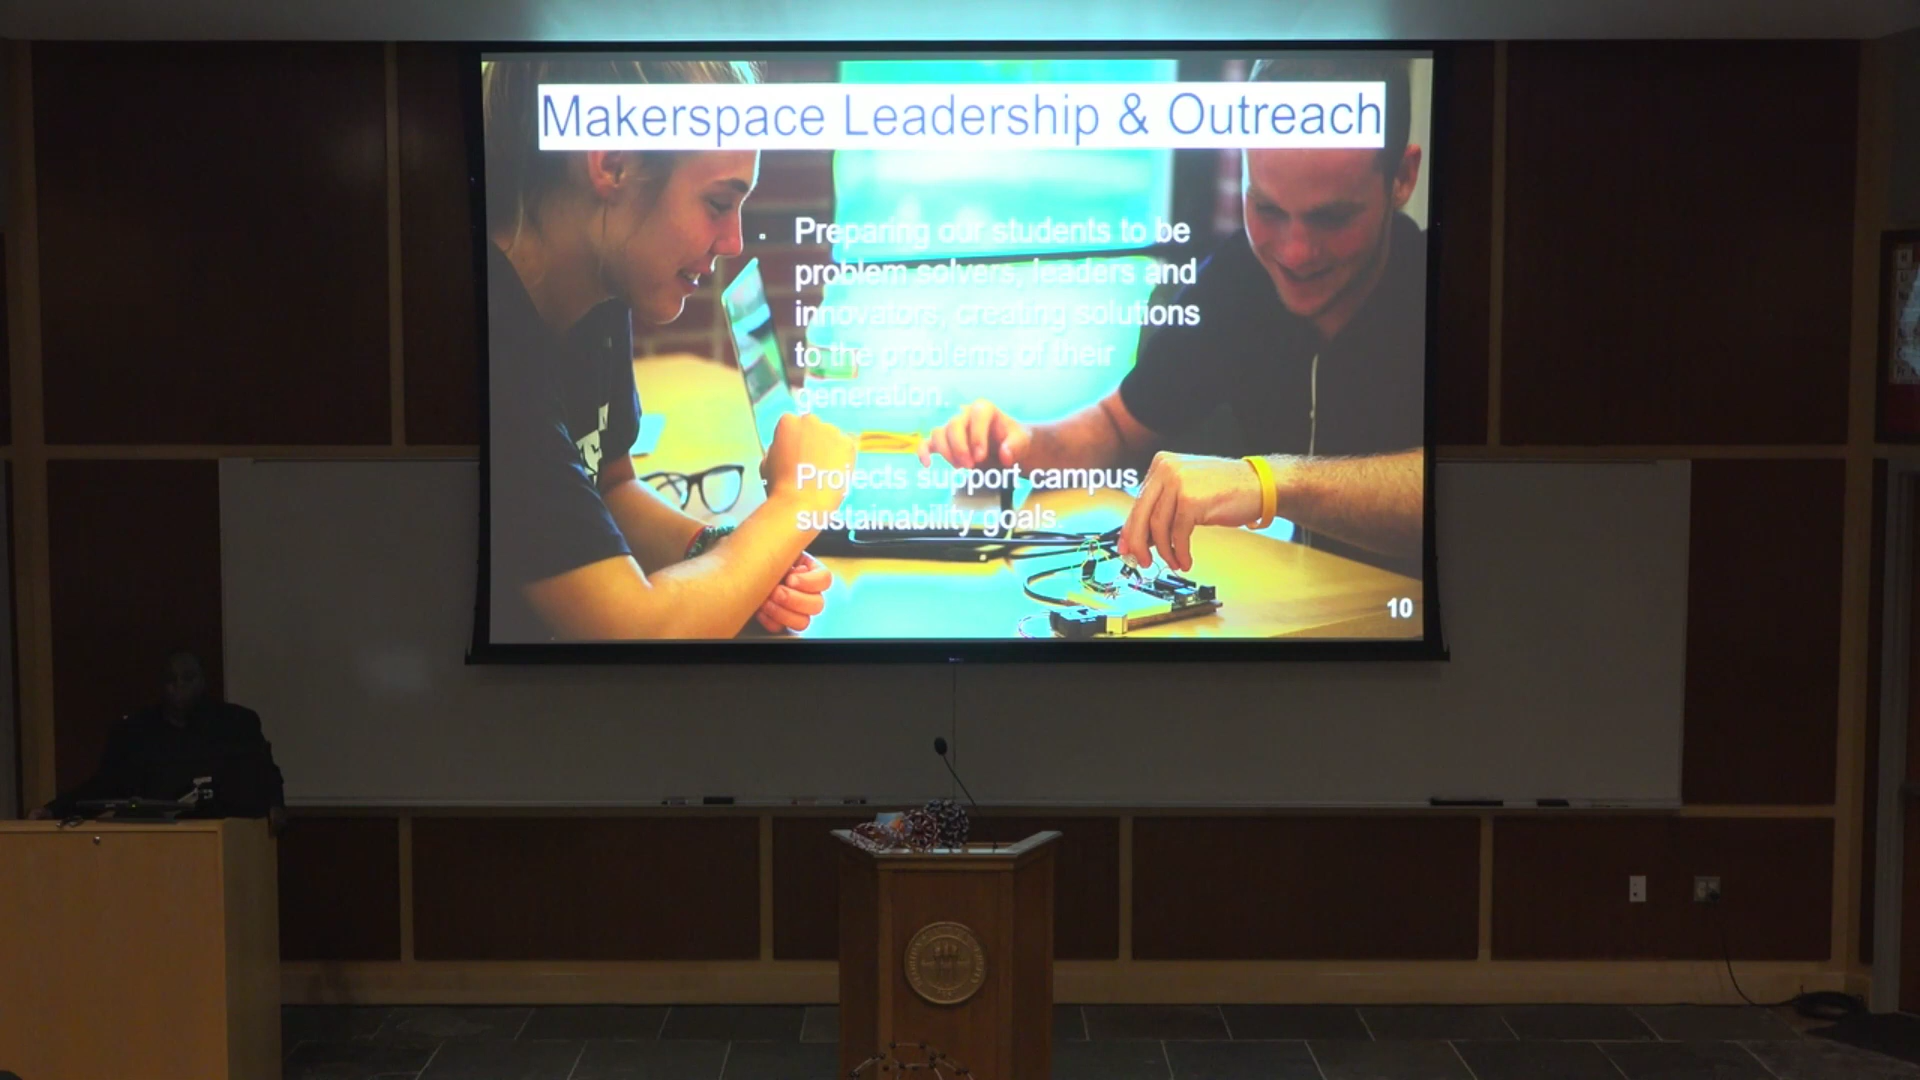 Makerspace Leadership & Outreach
Preparing our students to be
problem solvers, leaders and
innovators, creating solutions
to the problems of their
generation.
Projects support campus
sustainability goals.
10